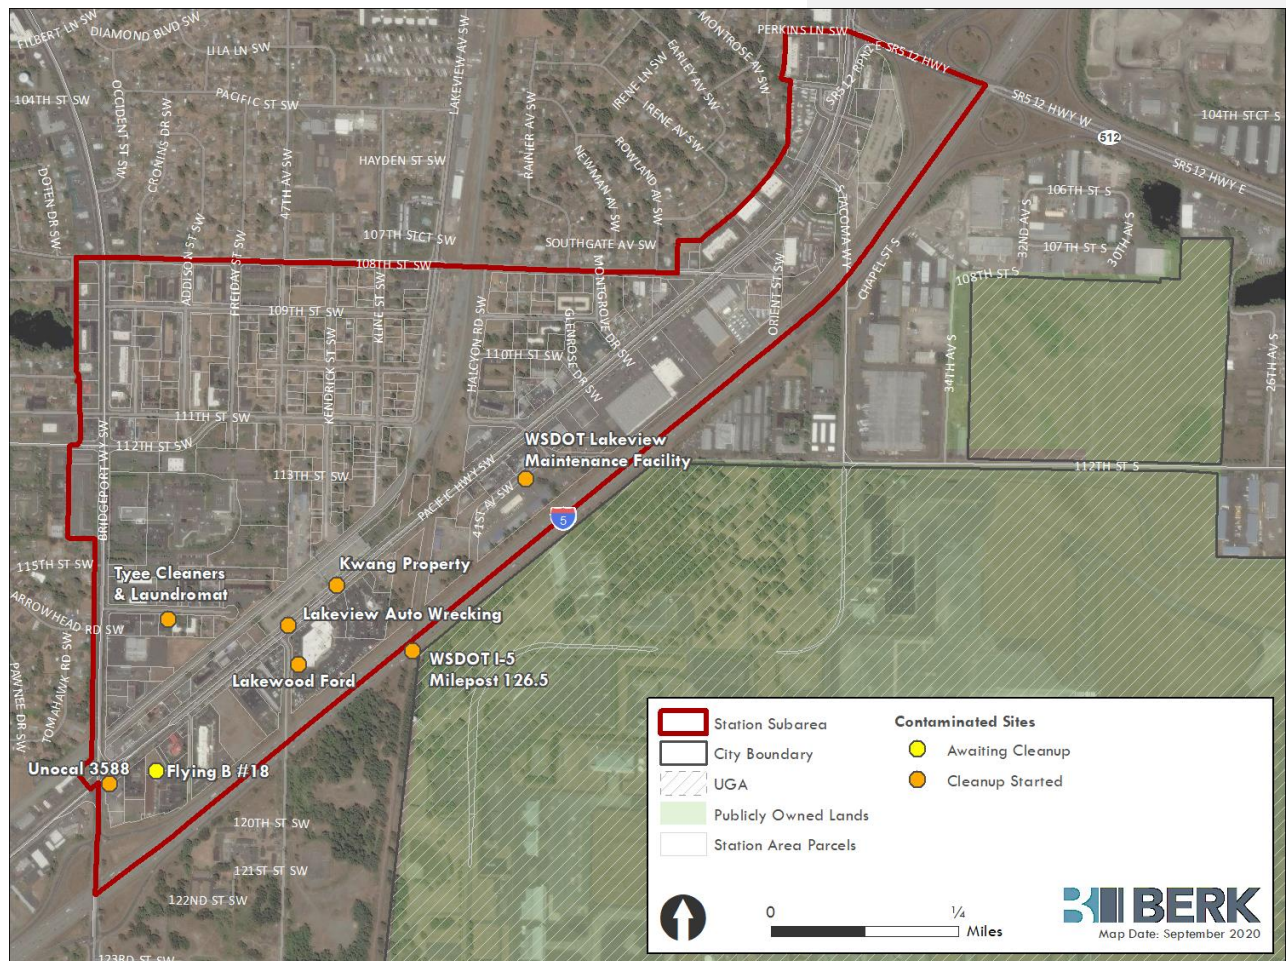 PERKINS LN SW
MONTROSE AV SW
FILBERT LN SW
DIAMOND BLVD SW
LILA LN SW
LAKEVIEW AV SW
EARLEY AV SW
IRENE LN SW
E SR512 HWY
SR512 RPNZ
SR512 HWY W
512
104TH ST SW
OCCIDENT ST SW
PACIFIC ST SW
CRONINS DR SW
RAINIER AV SW
IRENE AV SW
104TH STCT S
HAYDEN ST SW
47TH AV SW
NEWMAN AV SW
ROWLAND AV SW
SR512 HWY E
DOTEN DR SW
106TH ST S
32ND AV S
30TH AV S
S TACOMA WY
107TH STCT SW
SOUTHGATE AV SW
107TH ST S
ADDISON ST SW
FREIDAY ST SW
108TH ST SW
CHAPEL ST S
108TH ST S
MONTGROVE DR SW
ORIENT ST SW
109TH ST SW
KLINE ST SW
HALCYON RD SW
GLENROSE DR SW
110TH ST SW
KENDRICK ST SW
34TH AV S
26TH AV S
111TH ST SW
112TH ST SW
BRIDGEPORT WY SW
WSDOT Lakeview
Maintenance Facility
112TH ST S
113TH ST SW
PACIFIC HWY SW
41ST AV SW
5
115TH ST SW
Tyee Cleaners
& Laundromat
Kwang Property
ARROWHEAD RD SW
Lakeview Auto Wrecking
TOMAHAWK RD SW
PAWNEE DR SW
Lakewood Ford
WSDOT I-5
Milepost 126.5
Unocal 3588
Flying B #18
120TH ST SW
121ST ST SW
122ND ST SW
123RD ST SW
Station Subarea
City Boundary
UGA
Publicly Owned Lands
Station Area Parcels
Contaminated Sites
Awaiting Cleanup
Cleanup Started
0
¼
Miles
BERK
Map Date: September 2020